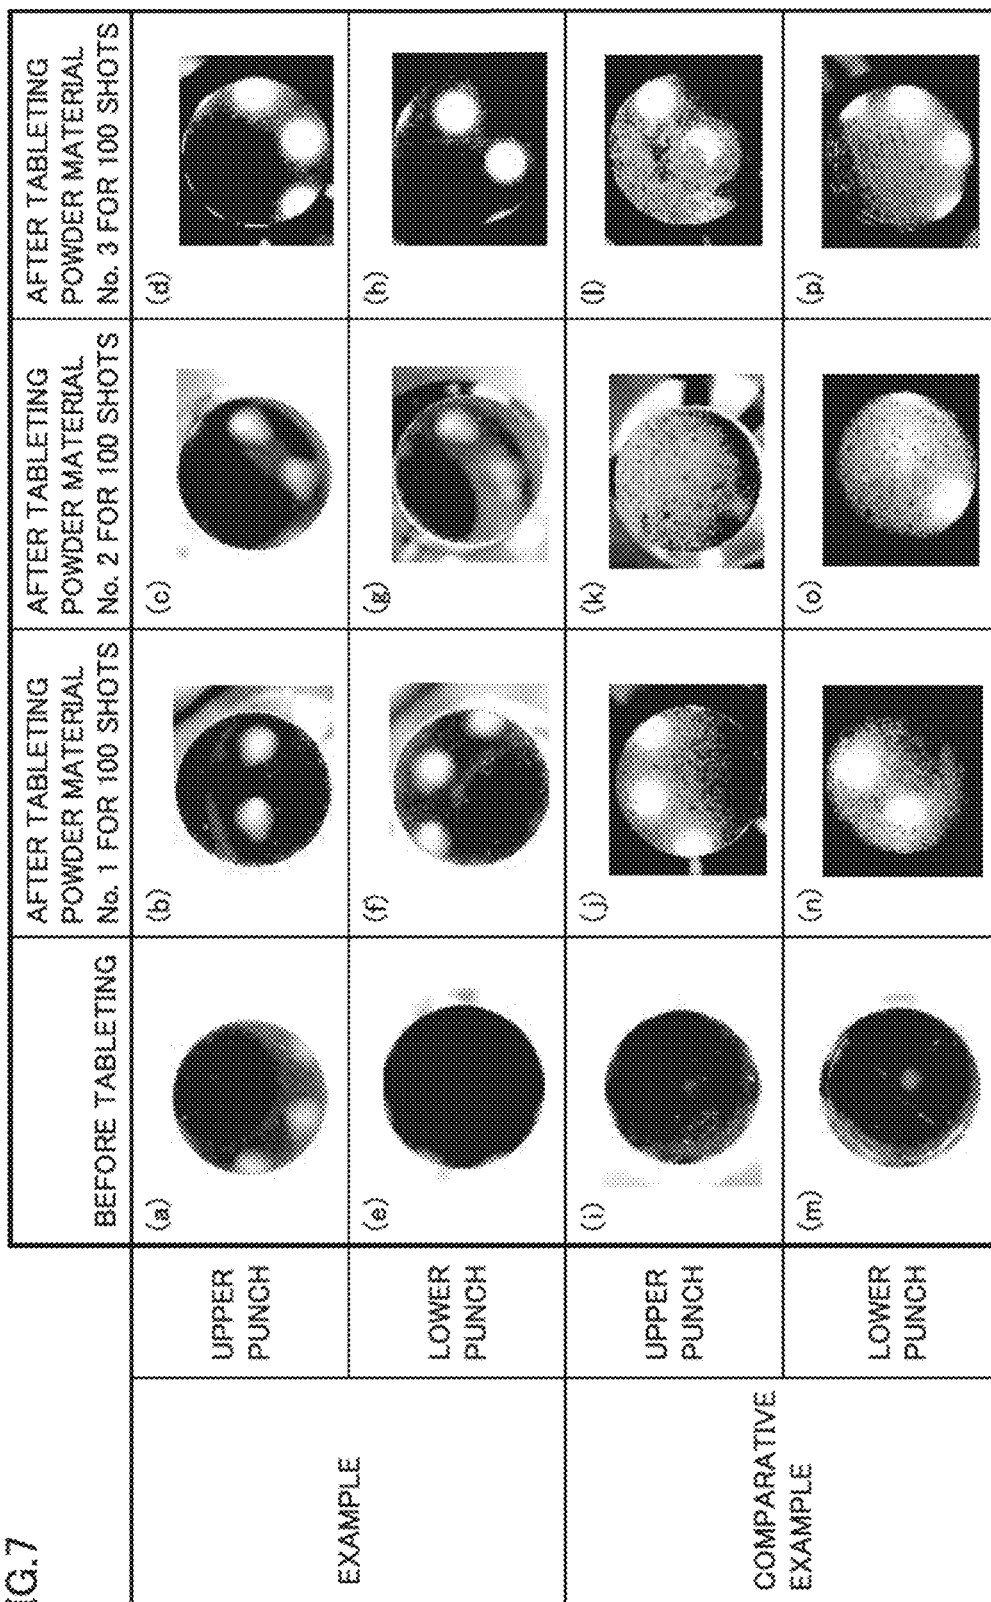 IG.7
BEFORE TABLETING
AFTER TABLETING
POWDER MATERIAL
No. 1 FOR 100 SHOTS
AFTER TABLETING
POWDER MATERIAL
No. 2 FOR 100 SHOTS
AFTER TABLETING
POWDER MATERIAL
No. 3 FOR 100 SHOTS
EXAMPLE
UPPER
PUNCH
(a)
(b)
(c)
(d)
LOWER
PUNCH
(e)
(f)
(g)
(h)
COMPARATIVE
EXAMPLE
UPPER
PUNCH
(i)
(j)
(k)
(l)
LOWER
PUNCH
(m)
(n)
(o)
(p)